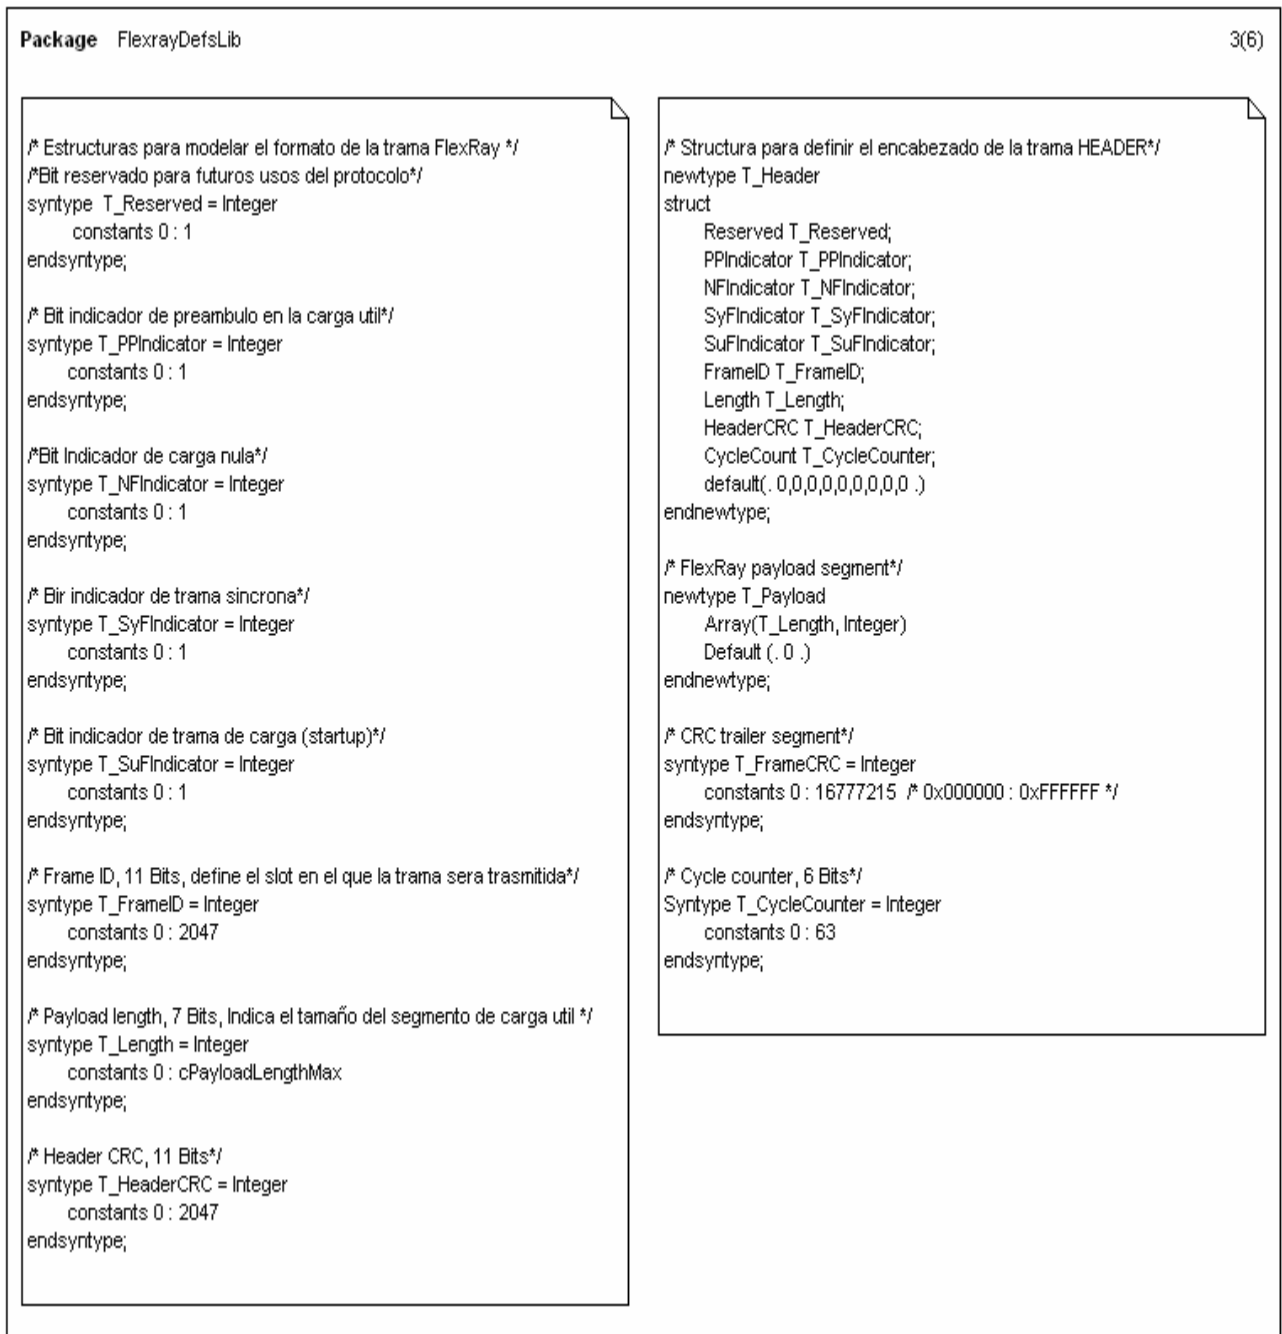 Package FlexrayDefsLib 3(6)
/* Estructuras para modelar el formato de la trama FlexRay */
/*Bit reservado para futuros usos del protocolo*/
syntype T_Reserved = Integer
constants 0 : 1
endsyntype;
/* Bit indicador de preambulo en la carga util*/
syntype T_PPIndicator = Integer
constants 0 : 1
endsyntype;
/*Bit Indicador de carga nula*/
syntype T_NFIndicator = Integer
constants 0 : 1
endsyntype;
/* Bir indicador de trama sincrona*/
syntype T_SyFIndicator = Integer
constants 0 : 1
endsyntype;
/* Bit indicador de trama de carga (startup)*/
syntype T_SuFIndicator = Integer
constants 0 : 1
endsyntype;
/* Frame ID, 11 Bits, define el slot en el que la trama sera trasmitida*/
syntype T_FrameID = Integer
constants 0 : 2047
endsyntype;
/* Payload length, 7 Bits, Indica el tamaño del segmento de carga util */
syntype T_Length = Integer
constants 0 : cPayloadLengthMax
endsyntype;
/* Header CRC, 11 Bits*/
syntype T_HeaderCRC = Integer
constants 0 : 2047
endsyntype;
/* Structura para definir el encabezado de la trama HEADER*/
newtype T_Header
struct
Reserved T_Reserved;
PPIndicator T_PPIndicator;
NFIndicator T_NFIndicator;
SyFIndicator T_SyFIndicator;
SuFIndicator T_SuFIndicator;
FrameID T_FrameID;
Length T_Length;
HeaderCRC T_HeaderCRC;
CycleCount T_CycleCounter;
default(. 0,0,0,0,0,0,0,0,0 .)
endnewtype;
/* FlexRay payload segment*/
newtype T_Payload
Array(T_Length, Integer)
Default (. 0 .)
endnewtype;
/* CRC trailer segment*/
syntype T_FrameCRC = Integer
constants 0 : 16777215 /* 0x000000 : 0xFFFFFF */
endsyntype;
/* Cycle counter, 6 Bits*/
Syntype T_CycleCounter = Integer
constants 0 : 63
endsyntype;